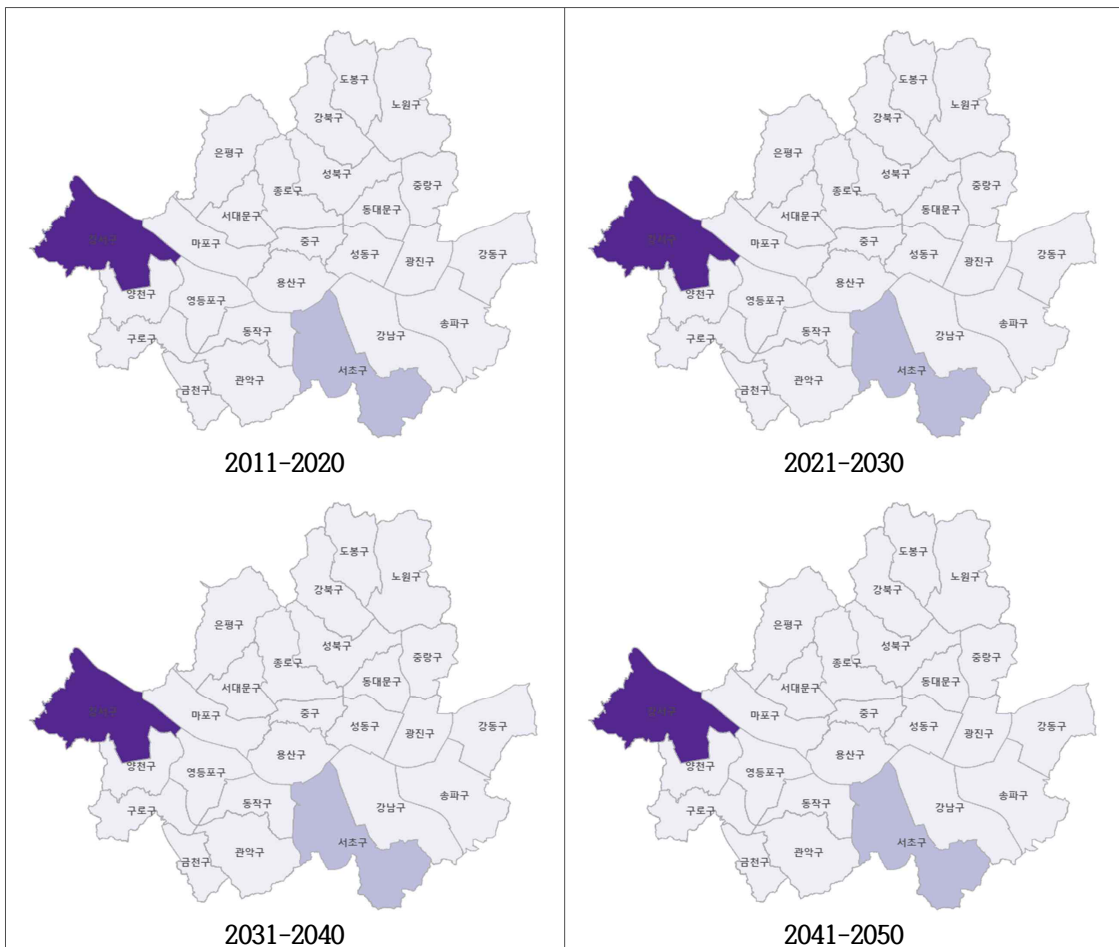 도봉구
노원구
강북구
은평구
성북구
중랑구
종로구
서대문구
동대문구
강서구
마포구
중구
성동구
광진구
강동구
용산구
양천구
영등포구
송파구
동작구
강남구
구로구
서초구
관악구
금천구
2011-2020
도봉구
노원구
강북구
은평구
성북구
중랑구
종로구
서대문구
동대문구
강서구
마포구
중구
성동구
광진구
강동구
용산구
양천구
영등포구
송파구
동작구
강남구
구로구
서초구
관악구
금천구
2021-2030
도봉구
노원구
강북구
은평구
성북구
중랑구
종로구
서대문구
동대문구
강서구
마포구
중구
성동구
광진구
강동구
용산구
양천구
영등포구
송파구
동작구
강남구
구로구
서초구
관악구
금천구
2031-2040
도봉구
노원구
강북구
은평구
성북구
중랑구
종로구
서대문구
동대문구
강서구
마포구
중구
성동구
광진구
강동구
용산구
양천구
영등포구
송파구
동작구
강남구
구로구
서초구
관악구
금천구
2041-2050